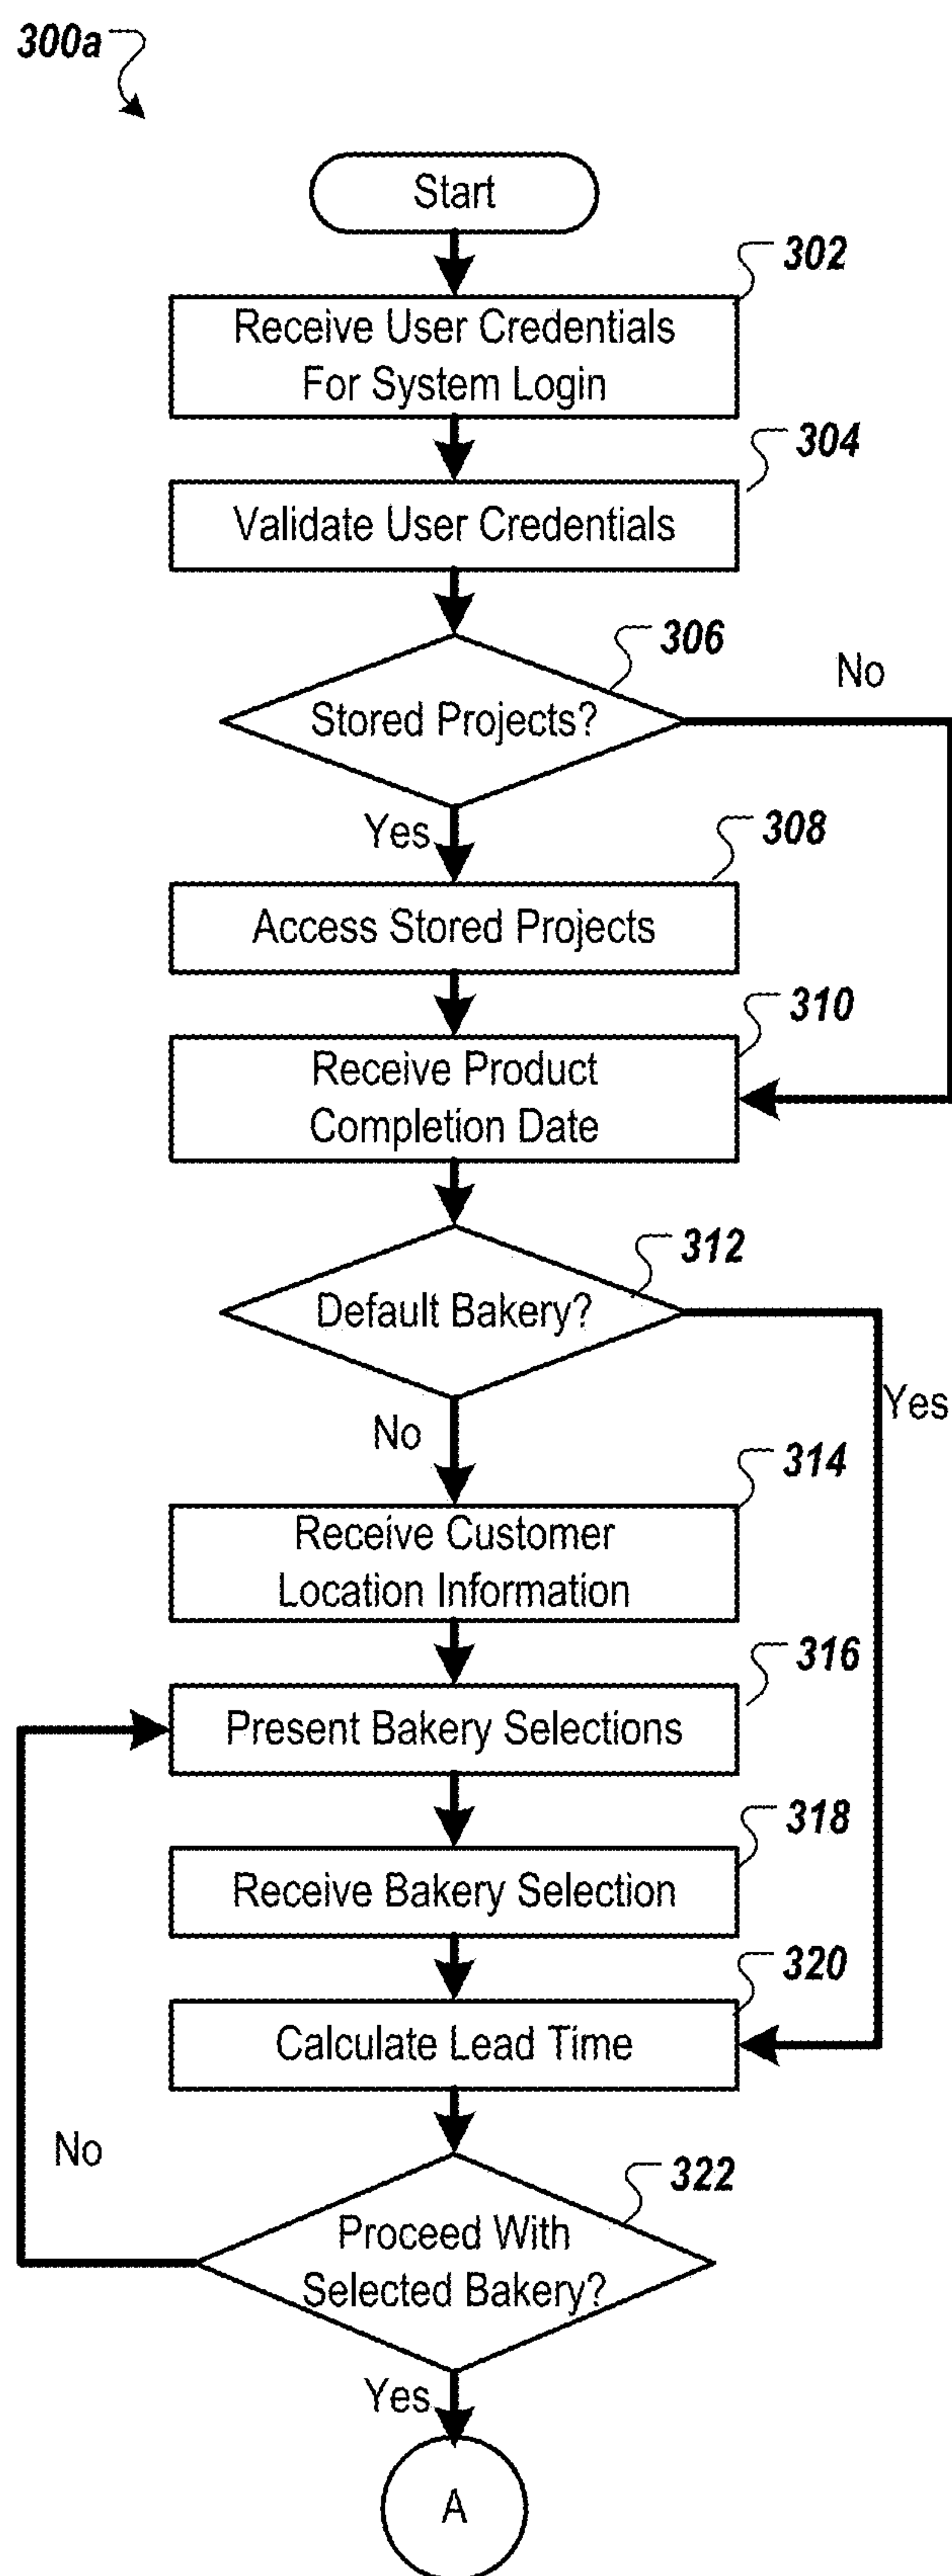 300a
Start
302
Receive User Credentials
For System Login
304
Validate User Credentials
306
No
Stored Projects?
Yes
308
Access Stored Projects
310
Receive Product
Completion Date
312
Default Bakery?
Yes
No
314
Receive Customer
Location Information
316
Present Bakery Selections
318
Receive Bakery Selection
320
Calculate Lead Time
No
322
Proceed With
Selected Bakery?
Yes
A